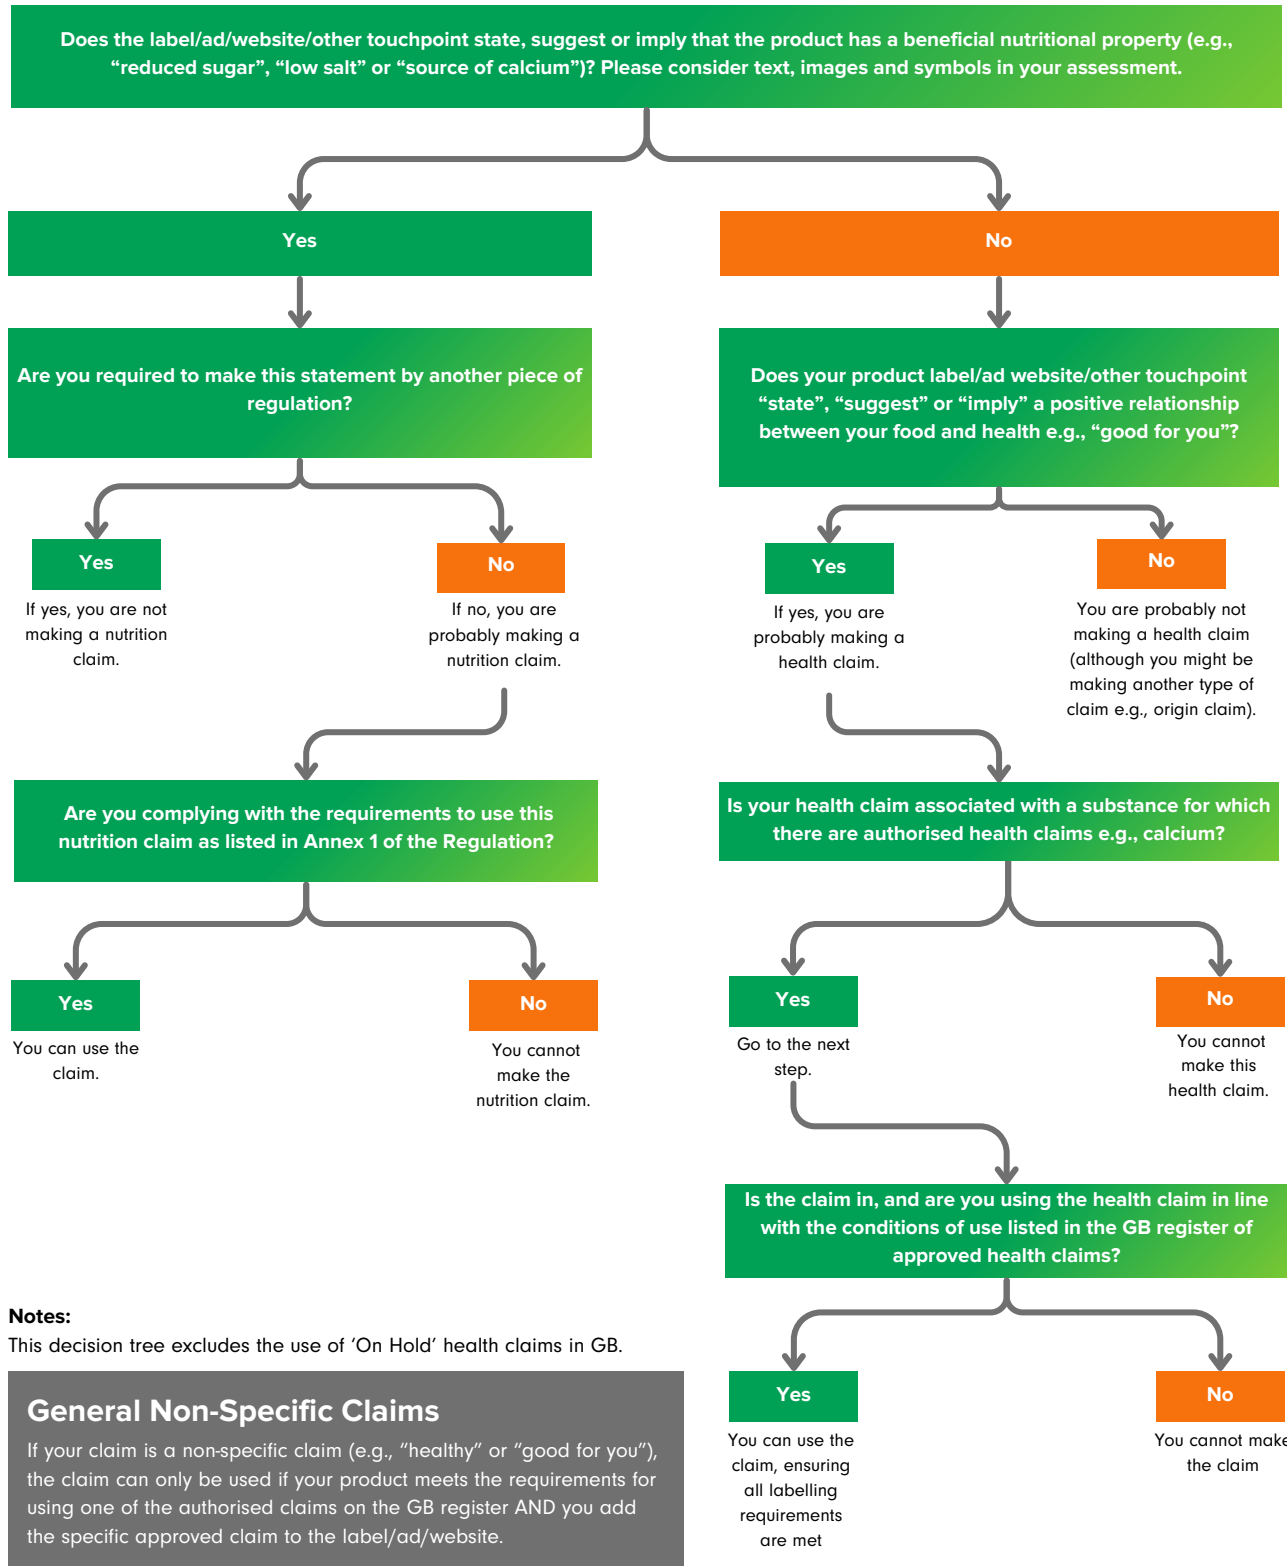 Does the label/ad/website/other touchpoint state, suggest or imply that the product has a beneficial nutritional property (e.g.,
“reduced sugar”, “low salt” or “source of calcium”)? Please consider text, images and symbols in your assessment.
Yes
No
Are you required to make this statement by another piece of
regulation?
Does your product label/ad website/other touchpoint
“state”, “suggest” or “imply” a positive relationship
between your food and health e.g., “good for you”?
Yes
If yes, you are not
making a nutrition
claim.
No
If no, you are
probably making a
nutrition claim.
Yes
If yes, you are
probably making a
health claim.
No
You are probably not
making a health claim
(although you might be
making another type of
claim e.g., origin claim).
Are you complying with the requirements to use this
nutrition claim as listed in Annex 1 of the Regulation?
Is your health claim associated with a substance for which
there are authorised health claims e.g., calcium?
Yes
You can use the
claim.
No
You cannot
make the
nutrition claim.
Yes
Go to the next
step.
No
You cannot
make this
health claim.
Is the claim in, and are you using the health claim in line
with the conditions of use listed in the GB register of
approved health claims?
Yes
You can use the
claim, ensuring
all labelling
requirements
are met
No
You cannot make
the claim
Notes:
This decision tree excludes the use of ‘On Hold’ health claims in GB.
General Non-Specific Claims
If your claim is a non-specific claim (e.g., “healthy” or “good for you”),
the claim can only be used if your product meets the requirements for
using one of the authorised claims on the GB register AND you add
the specific approved claim to the label/ad/website.